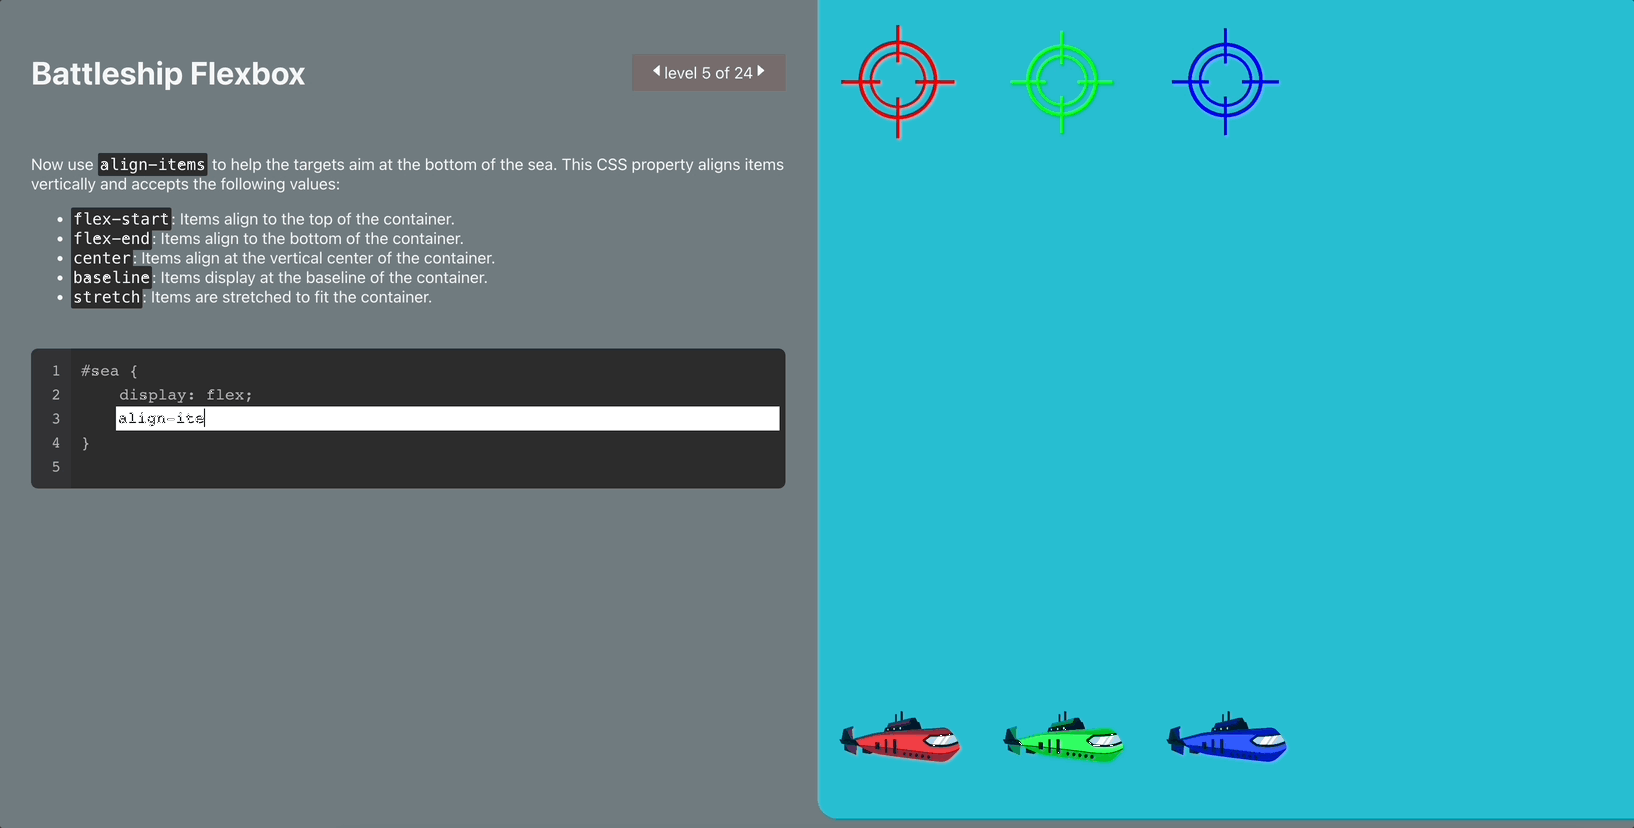 Battleship Flexbox
level 5 of 24
Now use align-items to help the targets aim at the bottom of the sea. This CSS property aligns items
vertically and accepts the following values:
• flex-start: Items align to the top of the container.
• flex-end: Items align to the bottom of the container.
• center: Items align at the vertical center of the container.
• baseline: Items display at the baseline of the container.
• stretch: Items are stretched to fit the container.
1 #sea {
2 display: flex;
3 align-ite
4 }
5